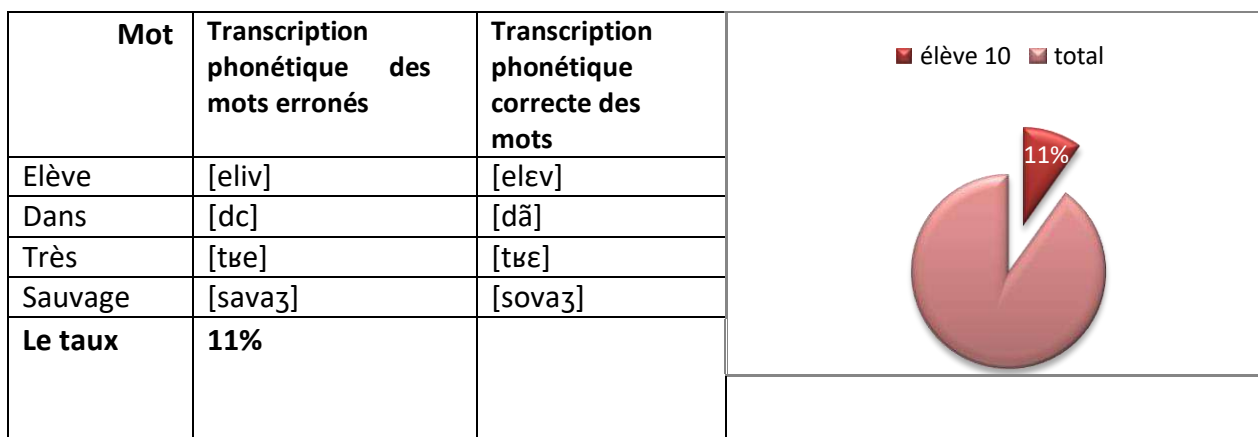 Mot
Transcription
phonétique des
mots erronés
Transcription
phonétique
correcte des
mots
Elève [eliv] [elɛv]
Dans [dc] [dã]
Très [tʁe] [tʁɛ]
Sauvage [savaʒ] [sovaʒ]
Le taux 11%
élève 10 total
11%